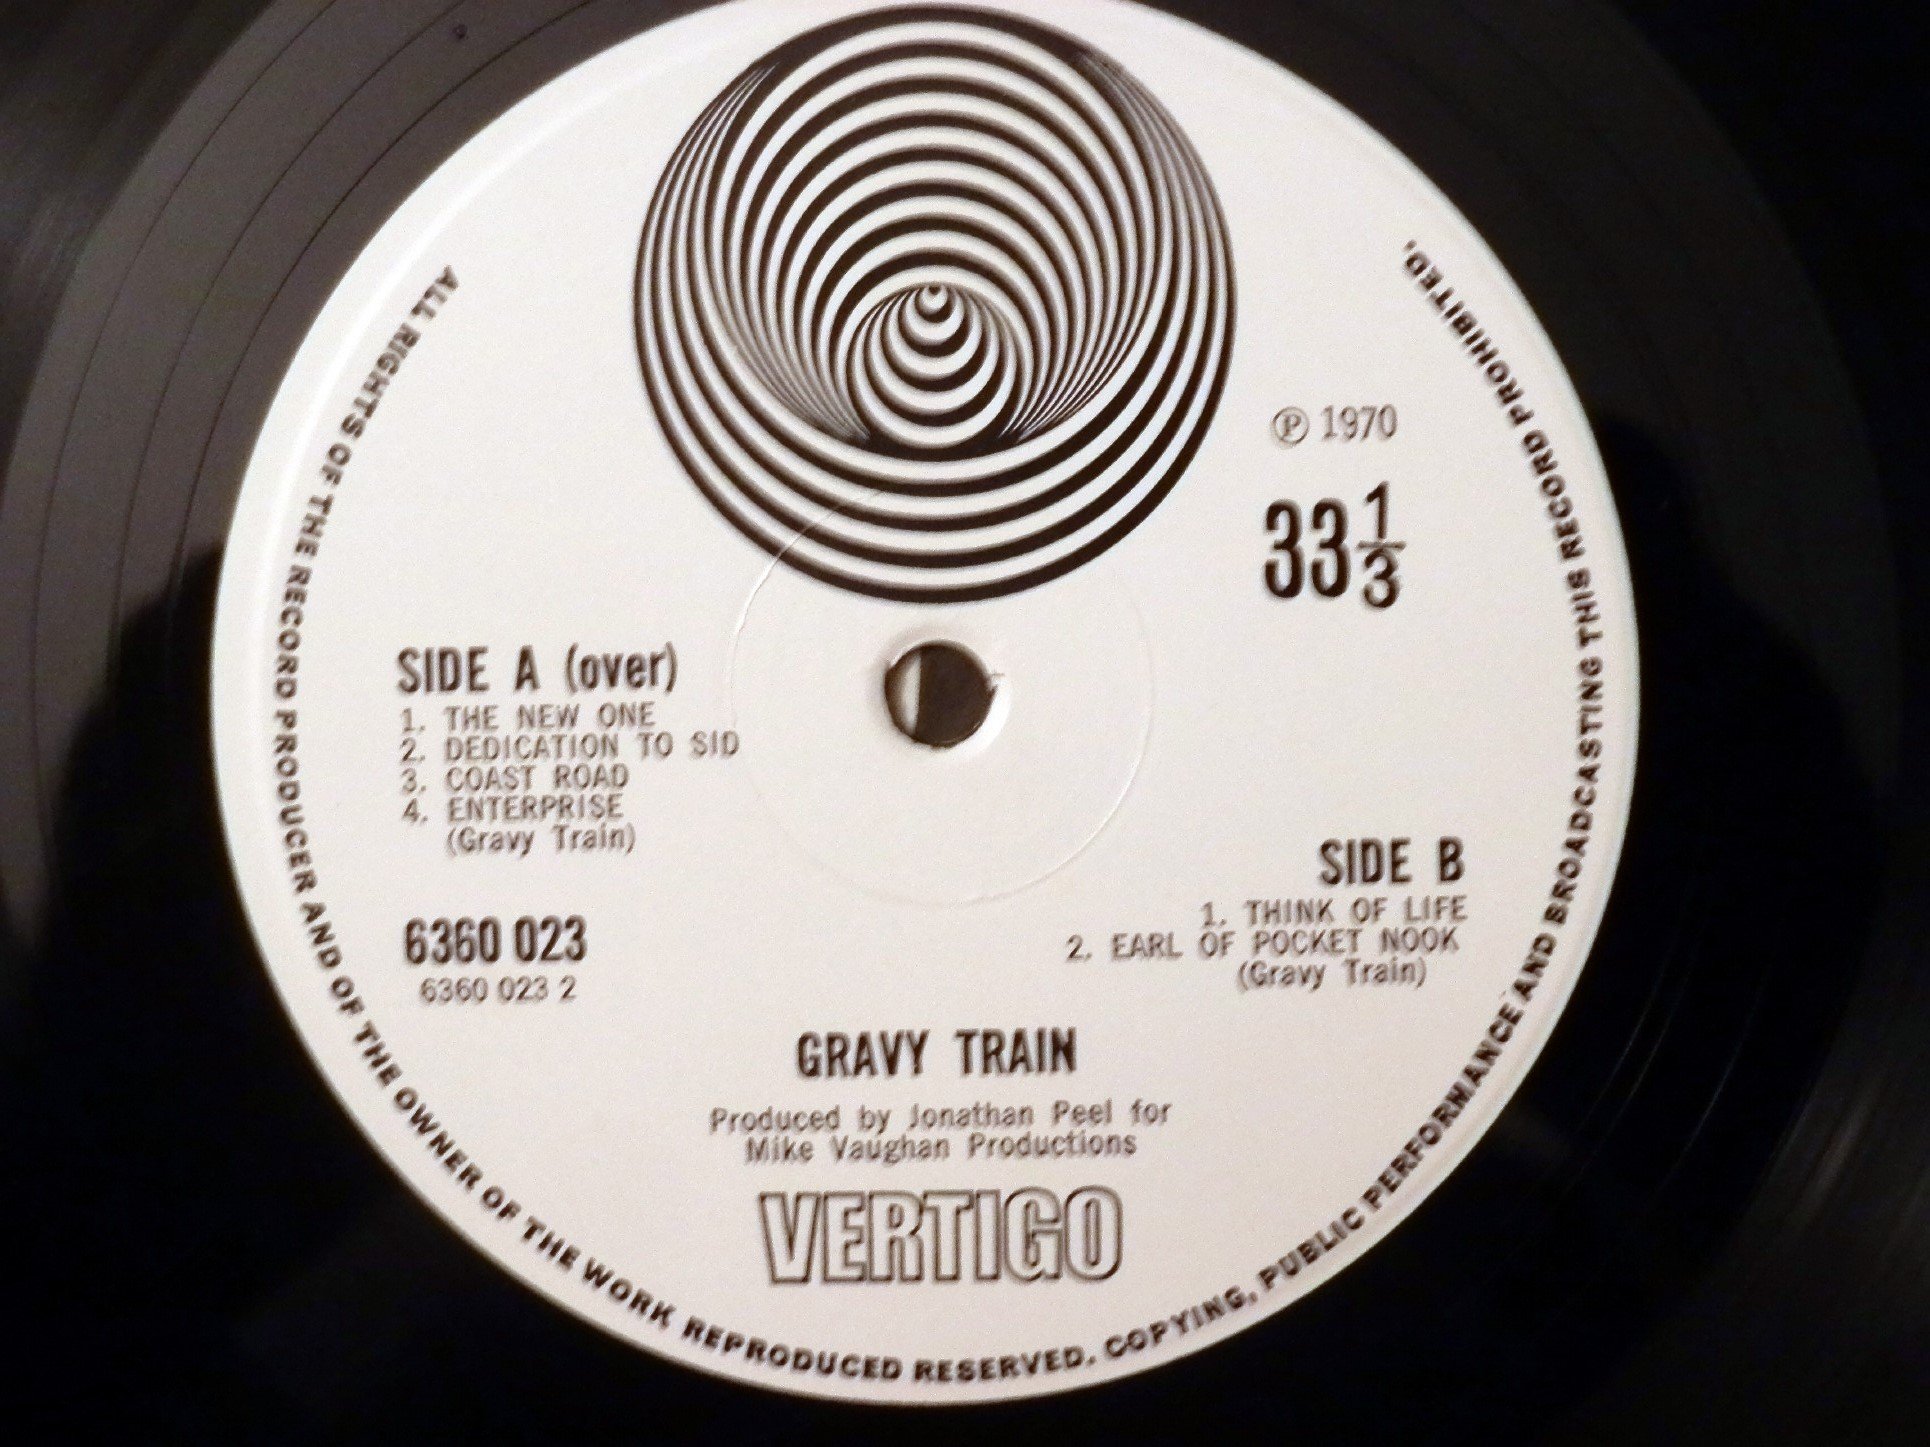 ℗ 1970
33 1/3
SIDE A (over)
1. THE NEW ONE
2. DEDICATION TO SID
3. COAST ROAD
4. ENTERPRISE
(Gravy Train)
6360 023
6360 023 2
SIDE B
1. THINK OF LIFE
2. EARL OF POCKET NOOK
(Gravy Train)
GRAVY TRAIN
Produced by Jonathan Peel for
Mike Vaughan Productions
VERTIGO
ALL RIGHTS OF THE RECORD PRODUCER AND OF THE OWNER OF THE WORK REPRODUCED RESERVED. COPYING, PUBLIC PERFORMANCE AND BROADCASTING THIS RECORD PROHIBITED.